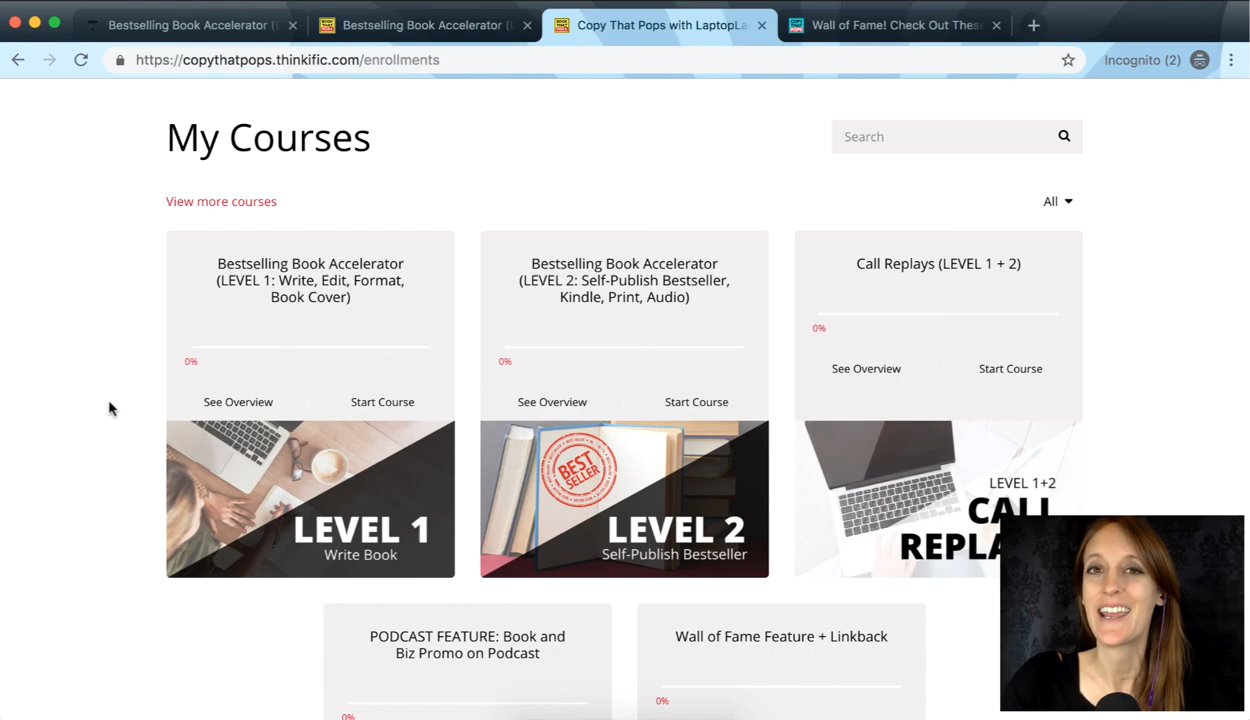 Bestselling Book Accelerator (L
Bestselling Book Accelerator (L
Copy That Pops with LaptopLa
Wall of Fame! Check Out These
https://copythatpops.thinkific.com/enrollments
Incognito (2)
My Courses
Search
View more courses
All
Bestselling Book Accelerator
(LEVEL 1: Write, Edit, Format,
Book Cover)
0%
See Overview
Start Course
LEVEL 1
Write Book
Bestselling Book Accelerator
(LEVEL 2: Self-Publish Bestseller,
Kindle, Print, Audio)
0%
See Overview
Start Course
BEST
SELLER
LEVEL 2
Self-Publish Bestseller
Call Replays (LEVEL 1 + 2)
0%
See Overview
Start Course
LEVEL 1+2
CALL
REPLA
PODCAST FEATURE: Book and
Biz Promo on Podcast
0%
Wall of Fame Feature + Linkback
0%